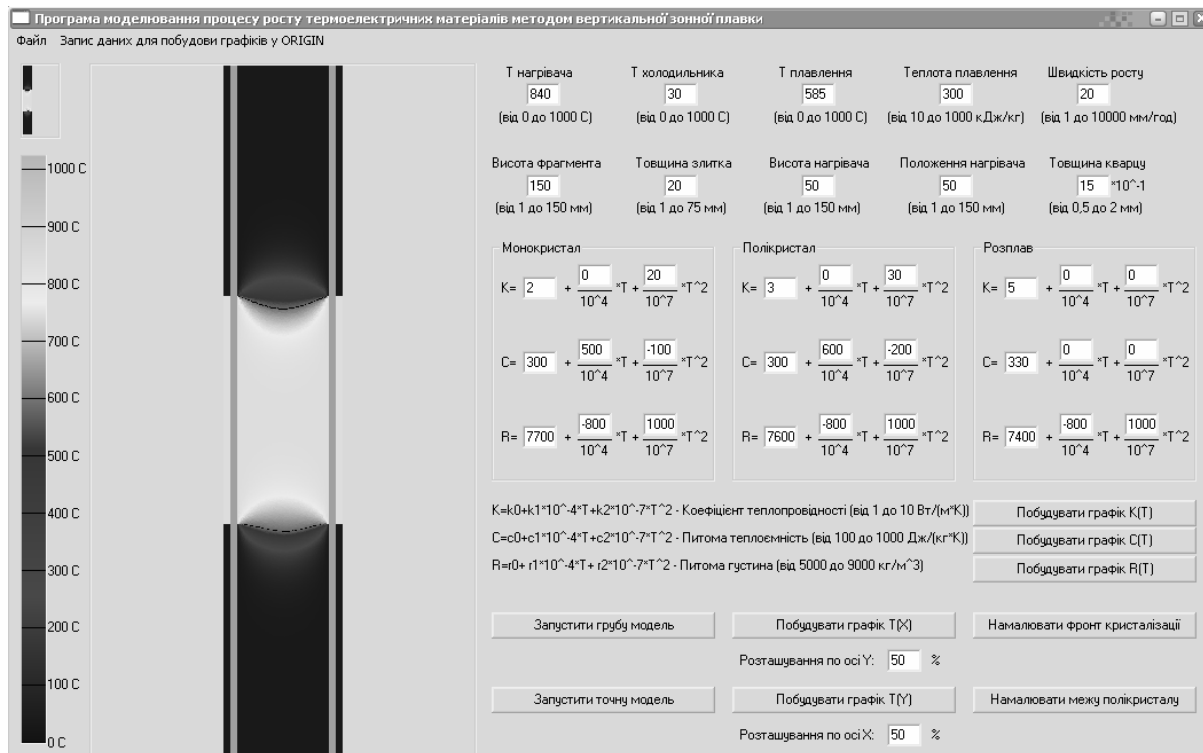 Програма моделювання процесу росту термоелектричних матеріалів методом вертикальної зонної плавки
Файл Запис даних для побудови графіків у ORIGIN
Т нагрівача Т холодильника Т плавлення Теплота плавлення Швидкість росту
840 30 585 300 20
(від 0 до 1000 С) (від 0 до 1000 С) (від 0 до 1000 С) (від 10 до 1000 кДж/кг) (від 1 до 10000 мм/год)
Висота фрагмента Товщина злитка Висота нагрівача Положення нагрівача Товщина кварцу
150 20 50 50 15 *10^-1
(від 1 до 150 мм) (від 1 до 75 мм) (від 1 до 150 мм) (від 1 до 150 мм) (від 0,5 до 2 мм)
1000 C
900 C
800 C
700 C
600 C
500 C
400 C
300 C
200 C
100 C
0 C
Монокристал
0 20
K= 2 + *T + *T^2
10^4 10^7
500 -100
C= 300 + *T + *T^2
10^4 10^7
-800 1000
R= 7700 + *T + *T^2
10^4 10^7
Полікристал
0 30
K= 3 + *T + *T^2
10^4 10^7
600 -200
C= 300 + *T + *T^2
10^4 10^7
-800 1000
R= 7600 + *T + *T^2
10^4 10^7
Розплав
0 0
K= 5 + *T + *T^2
10^4 10^7
0 0
C= 330 + *T + *T^2
10^4 10^7
-800 1000
R= 7400 + *T + *T^2
10^4 10^7
K=k0+k1*10^-4*T+k2*10^-7*T^2 - Коефіцієнт теплопровідності (від 1 до 10 Вт/(м*К)) Побудувати графік K(T)
C=c0+c1*10^-4*T+c2*10^-7*T^2 - Питома теплоємність (від 100 до 1000 Дж/(кг*К)) Побудувати графік C(T)
R=r0+ r1*10^-4*T+ r2*10^-7*T^2 - Питома густина (від 5000 до 9000 кг/м^3) Побудувати графік R(T)
Запустити грубу модель Побудувати графік T(X) Намалювати фронт кристалізації
Розташування по осі Y: 50 %
Запустити точну модель Побудувати графік T(Y) Намалювати межу полікристалу
Розташування по осі X: 50 %